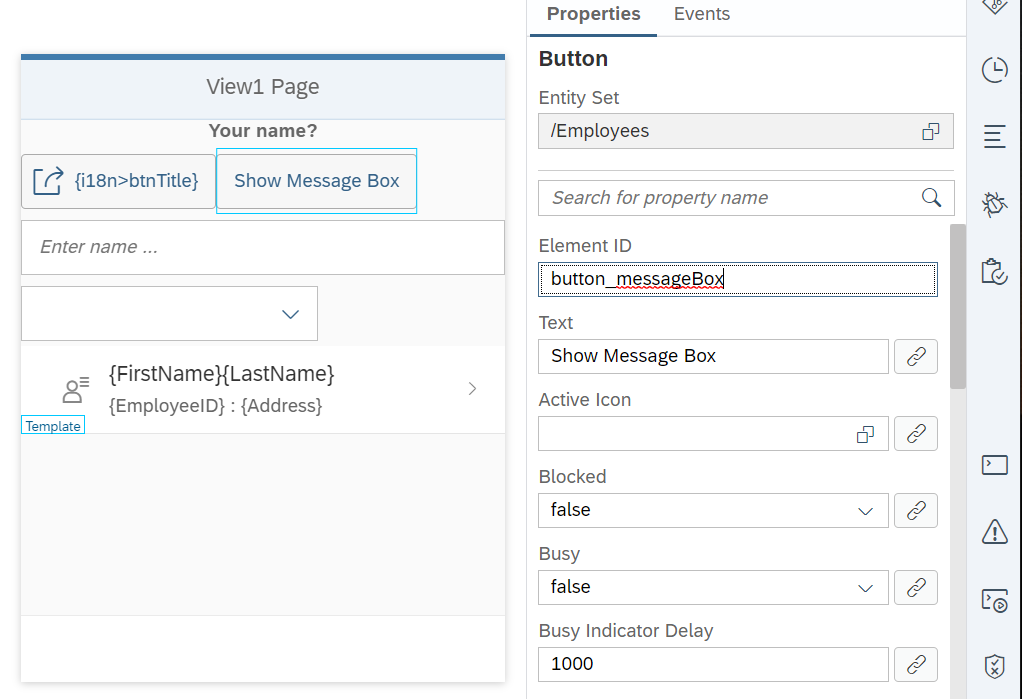 View1 Page
Your name?
{i18n>btnTitle}
Show Message Box
Enter name ...
{FirstName}{LastName}
{EmployeeID} : {Address}
Template
Properties
Events
Button
Entity Set
/Employees
Search for property name
Element ID
button_messageBox
Text
Show Message Box
Active Icon
Blocked
false
Busy
false
Busy Indicator Delay
1000